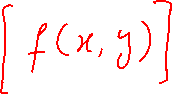 [f(x, y)]